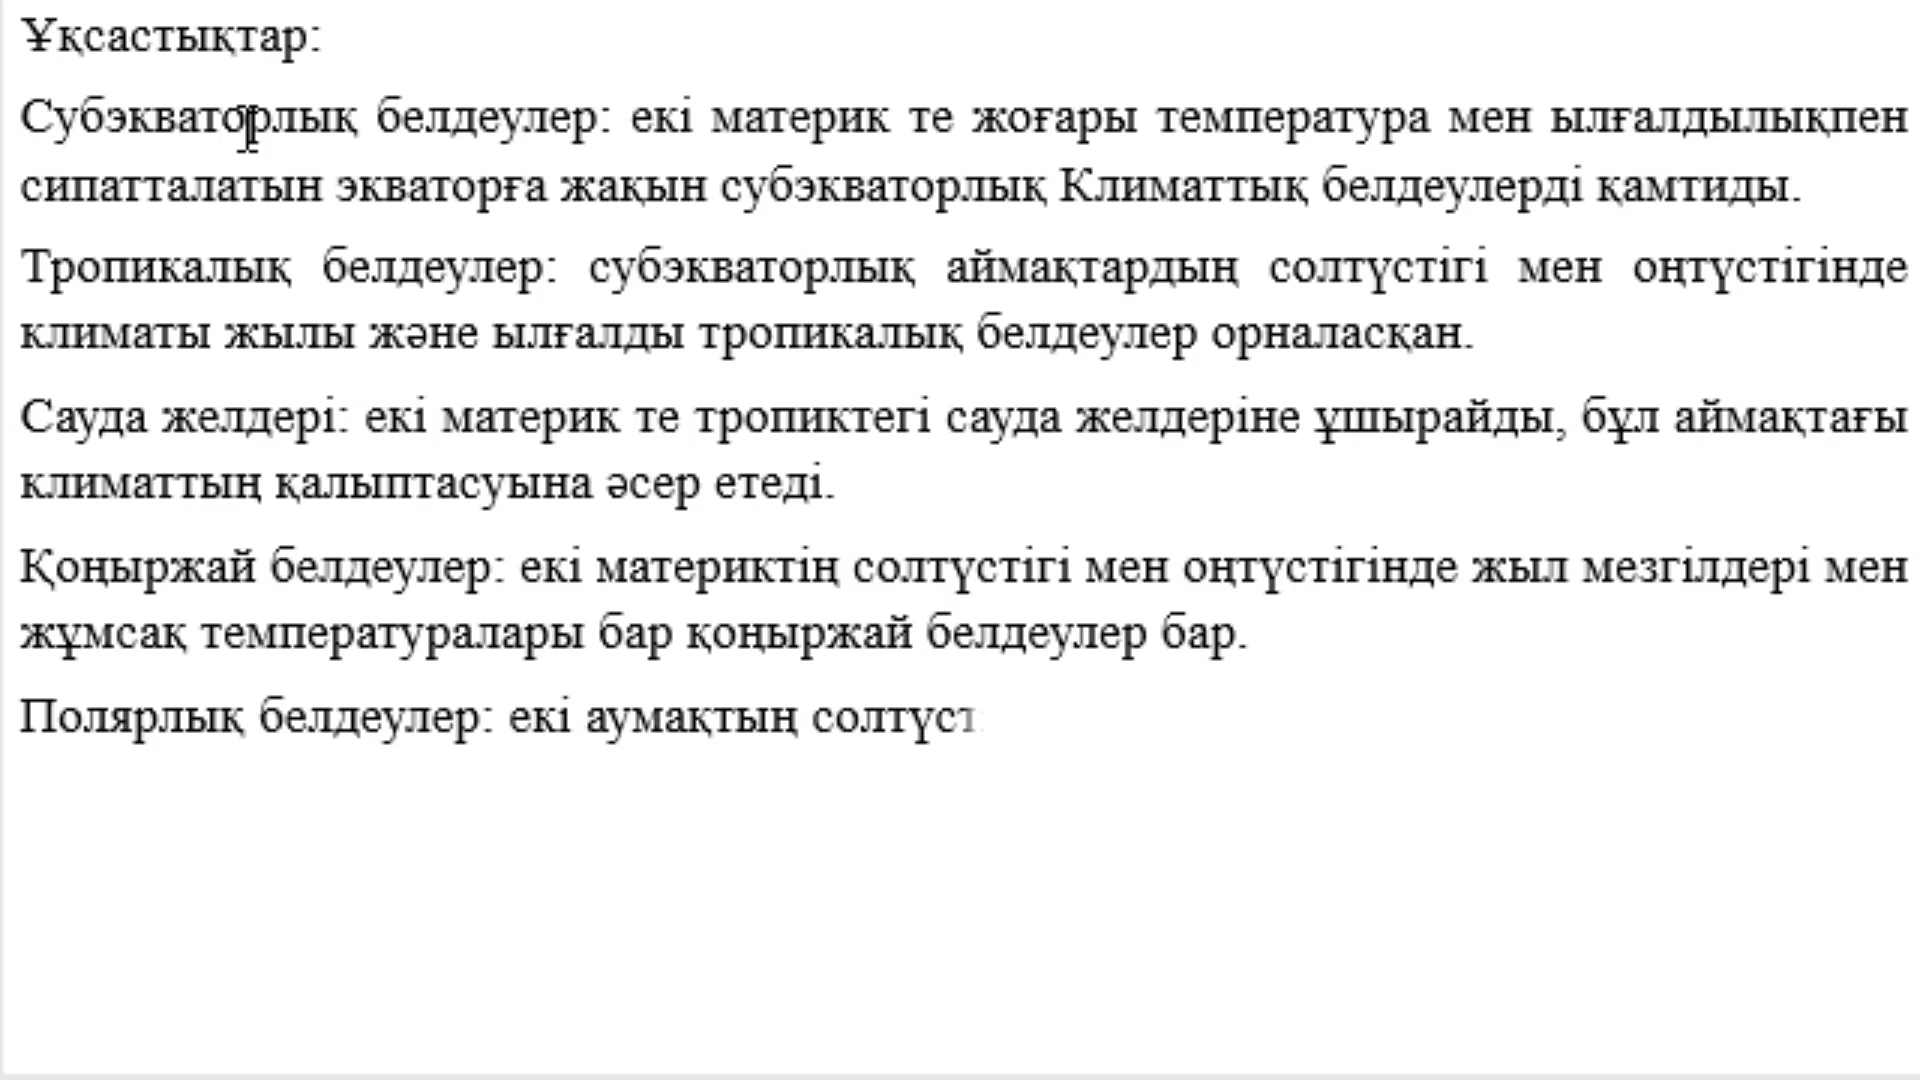 Ұқсастықтар:
Субэкваторлық белдеулер: екі материк те жоғары температура мен ылғалдылықпен
сипатталатын экваторға жақын субэкваторлық Климаттық белдеулерді қамтиды.
Тропикалық белдеулер: субэкваторлық аймақтардың солтүстігі мен оңтүстігінде
климаты жылы және ылғалды тропикалық белдеулер орналасқан.
Сауда желдері: екі материк те тропиктегі сауда желдеріне ұшырайды, бұл аймақтағы
климаттың қалыптасуына әсер етеді.
Қоңыржай белдеулер: екі материктің солтүстігі мен оңтүстігінде жыл мезгілдері мен
жұмсақ температуралары бар қоңыржай белдеулер бар.
Полярлық белдеулер: екі аумақтың